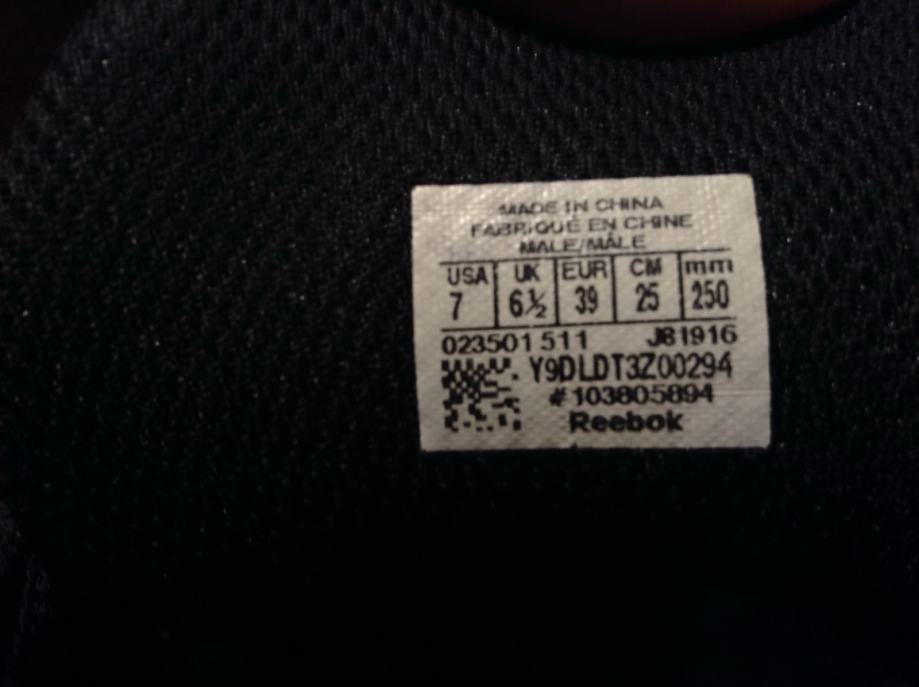 MADE IN CHINA
FABRIQUÉ EN CHINE
MALE/MÂLE
USA UK EUR CM mm
7 6½ 39 25 250
023501 511 J81916
Y9DLDT3Z00294
#103805894
Reebok